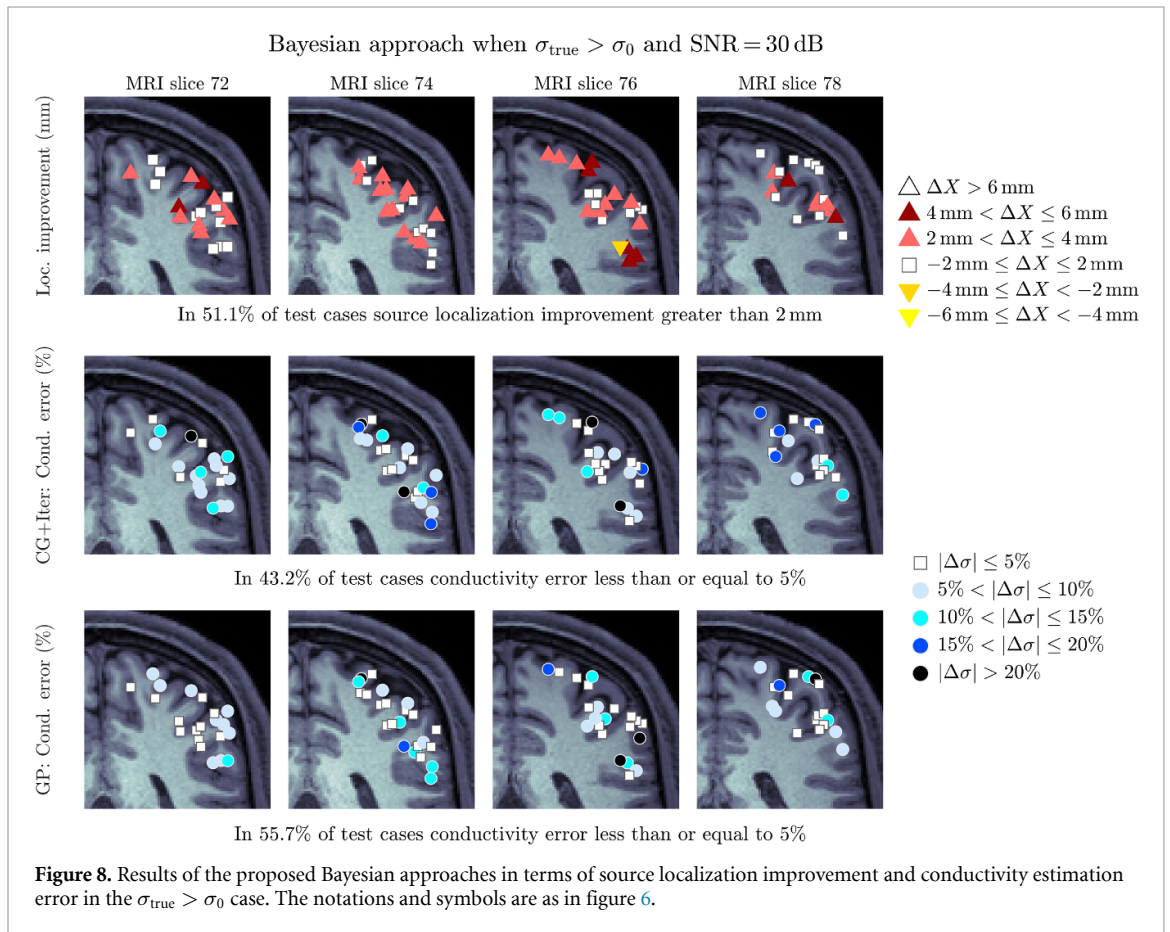 Bayesian approach when σtrue > σ0 and SNR = 30 dB
MRI slice 72
MRI slice 74
MRI slice 76
MRI slice 78
Loc. improvement (mm)
ΔX > 6 mm
4 mm < ΔX ≤ 6 mm
2 mm < ΔX ≤ 4 mm
−2 mm ≤ ΔX ≤ 2 mm
−4 mm ≤ ΔX < −2 mm
−6 mm ≤ ΔX < −4 mm
In 51.1% of test cases source localization improvement greater than 2 mm
CG+Iter: Cond. error (%)
In 43.2% of test cases conductivity error less than or equal to 5%
|Δσ| ≤ 5%
5% < |Δσ| ≤ 10%
10% < |Δσ| ≤ 15%
15% < |Δσ| ≤ 20%
|Δσ| > 20%
GP: Cond. error (%)
In 55.7% of test cases conductivity error less than or equal to 5%
Figure 8. Results of the proposed Bayesian approaches in terms of source localization improvement and conductivity estimation
error in the σtrue > σ0 case. The notations and symbols are as in figure 6.